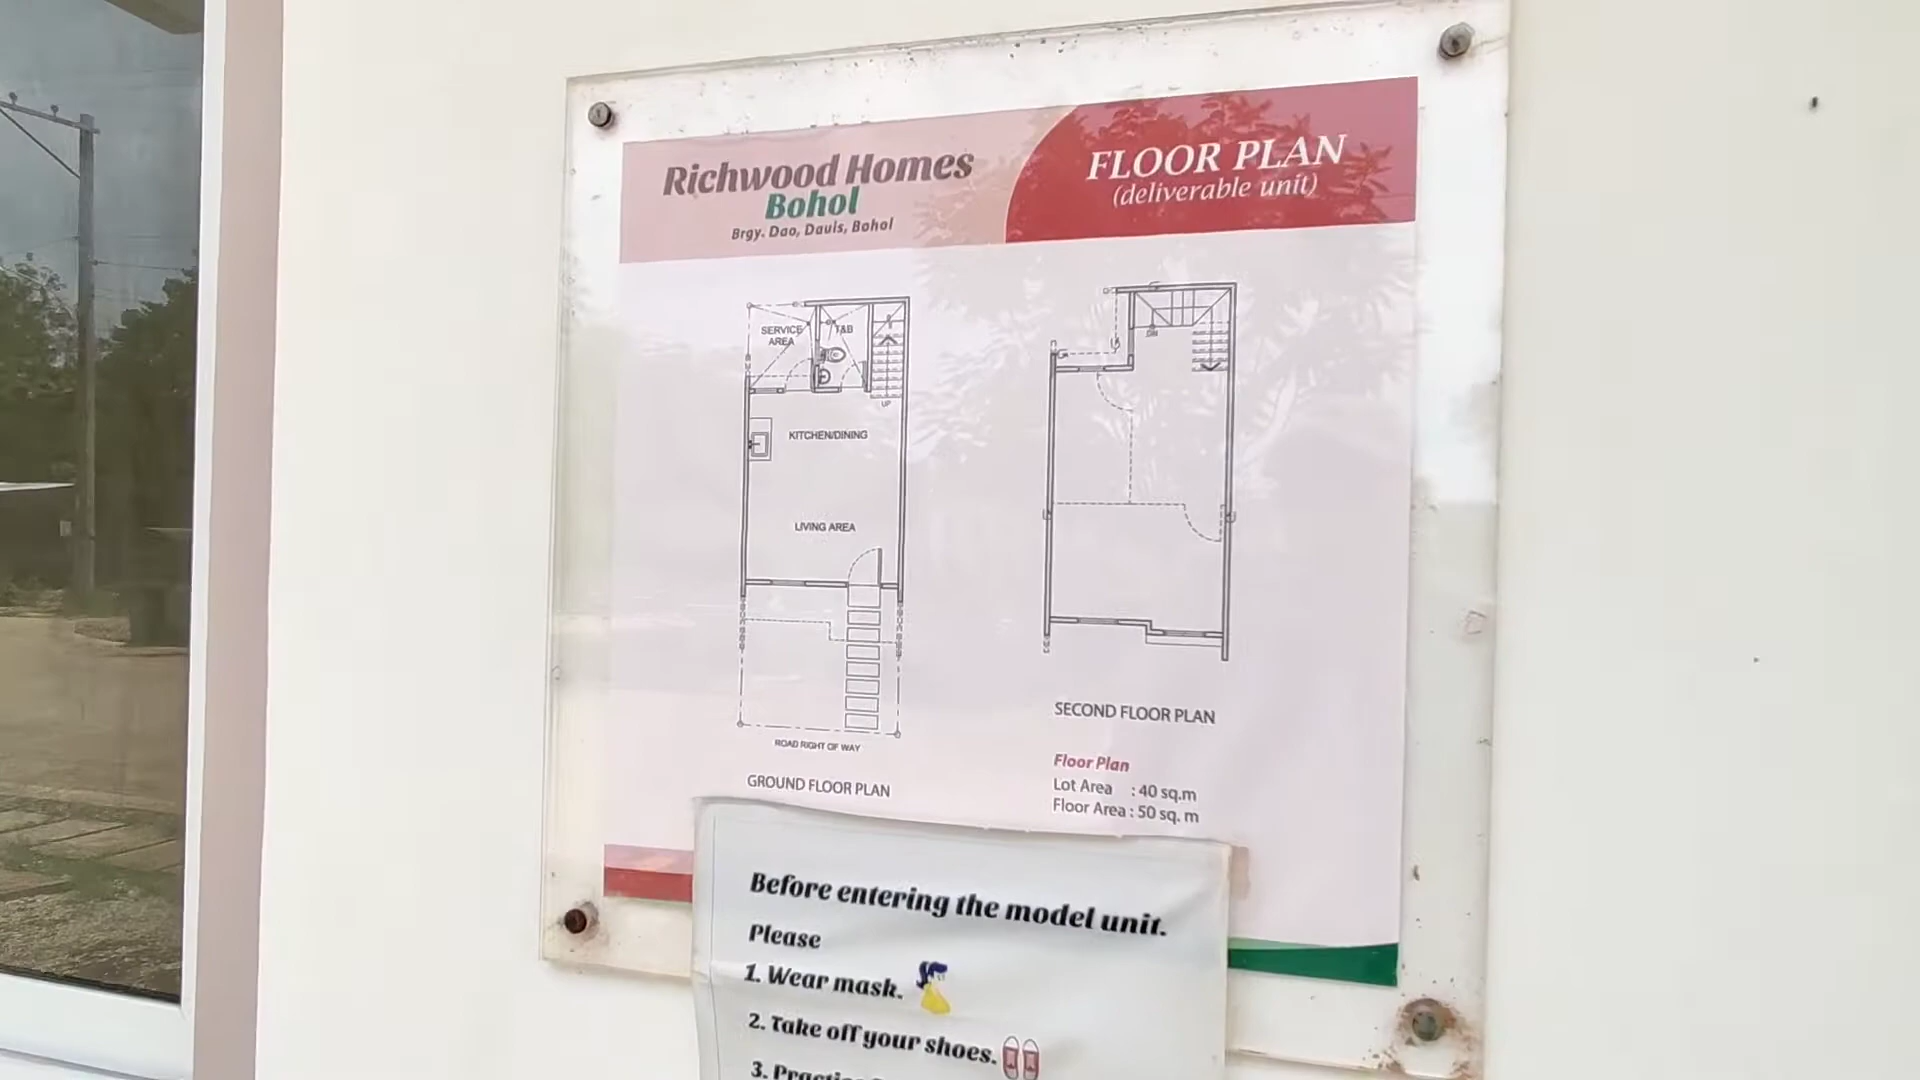 Richwood Homes
Bohol
Brgy. Dao, Dauis, Bohol
FLOOR PLAN
(deliverable unit)
SERVICE
AREA
T&B
UP
KITCHEN/DINING
LIVING AREA
ROAD RIGHT OF WAY
GROUND FLOOR PLAN
DN
SECOND FLOOR PLAN
Floor Plan
Lot Area : 40 sq.m
Floor Area : 50 sq. m
Before entering the model unit.
Please
1. Wear mask.
2. Take off your shoes.
3.